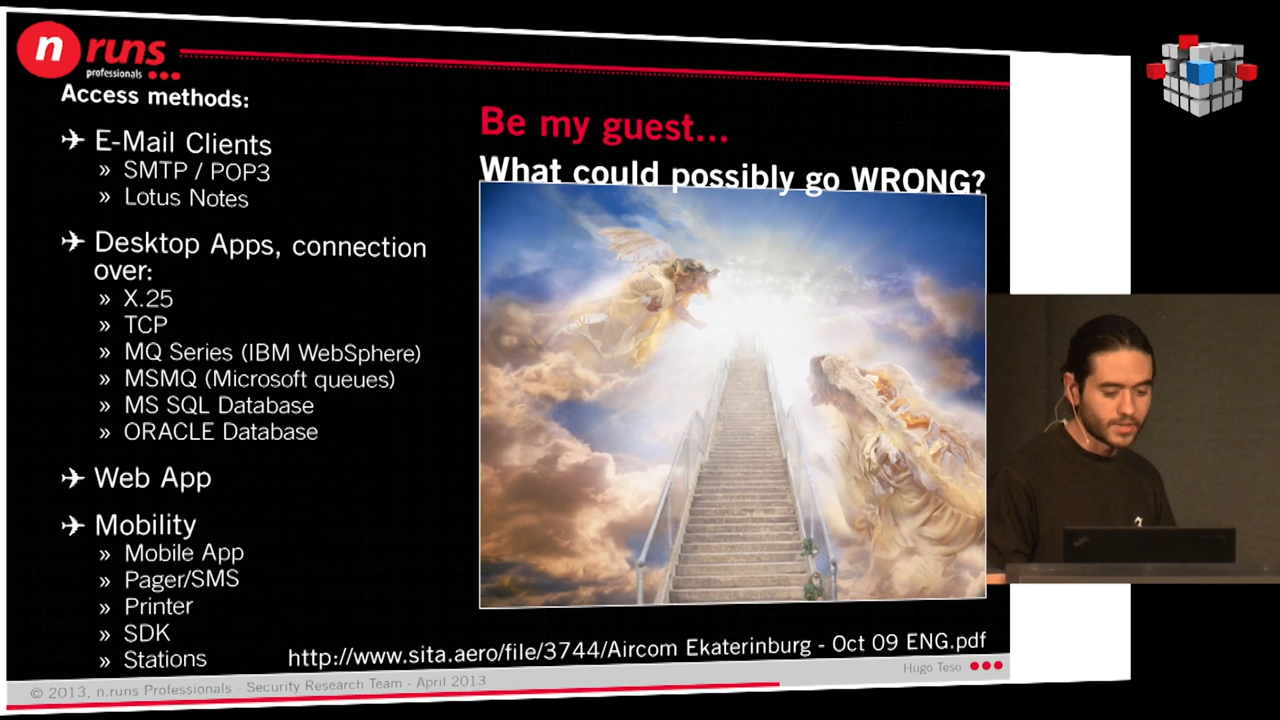 n runs
professionals
Access methods:
E-Mail Clients
» SMTP / POP3
» Lotus Notes
Desktop Apps, connection
over:
» X.25
» TCP
» MQ Series (IBM WebSphere)
» MSMQ (Microsoft queues)
» MS SQL Database
» ORACLE Database
Web App
Mobility
» Mobile App
» Pager/SMS
» Printer
» SDK
» Stations
Be my guest...
What could possibly go WRONG?
http://www.sita.aero/file/3744/Aircom Ekaterinburg - Oct 09 ENG.pdf
Hugo Teso
© 2013, n.runs Professionals - Security Research Team - April 2013